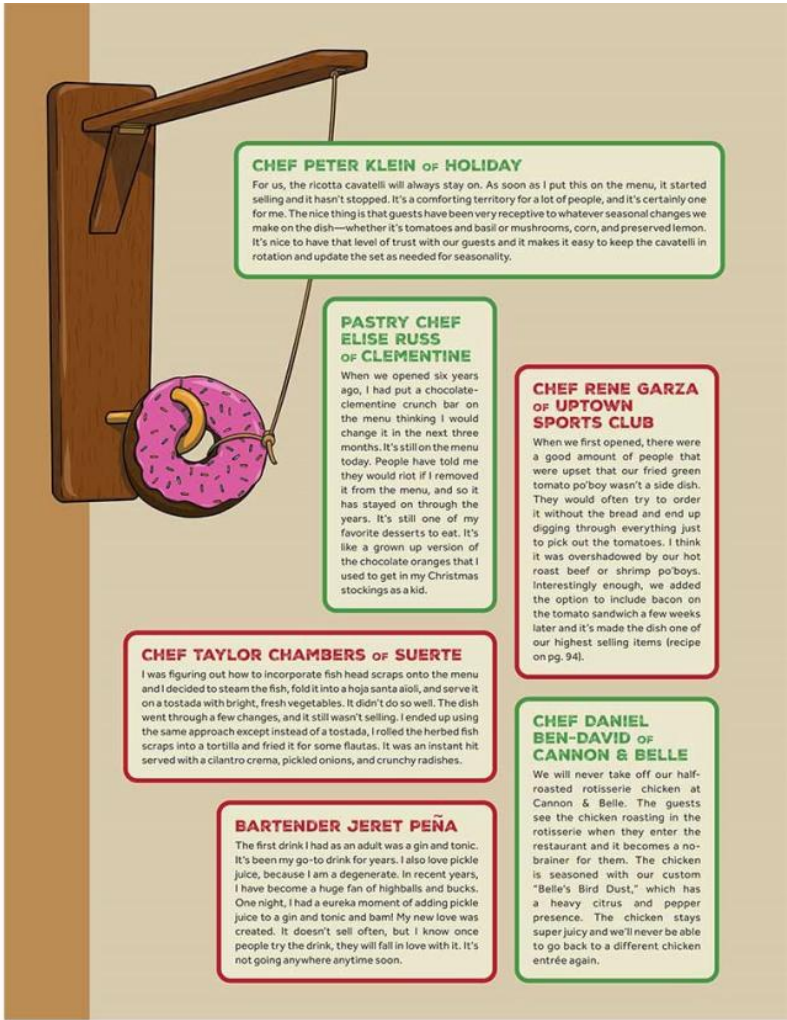 CHEF PETER KLEIN OF HOLIDAY
For us, the ricotta cavatelli will always stay on. As soon as I put this on the menu, it started
selling and it hasn't stopped. It's a comforting territory for a lot of people, and it's certainly one
for me. The nice thing is that guests have been very receptive to whatever seasonal changes we
make on the dish—whether it's tomatoes and basil or mushrooms, corn, and preserved lemon.
It's nice to have that level of trust with our guests and it makes it easy to keep the cavatelli in
rotation and update the set as needed for seasonality.
PASTRY CHEF
ELISE RUSS
OF CLEMENTINE
When we opened six years
ago, I had put a chocolate-
clementine crunch bar on
the menu thinking I would
change it in the next three
months. It's still on the menu
today. People have told me
they would riot if I removed
it from the menu, and so it
has stayed on through the
years. It's still one of my
favorite desserts to eat. It's
like a grown up version of
the chocolate oranges that I
used to get in my Christmas
stockings as a kid.
CHEF RENE GARZA
OF UPTOWN
SPORTS CLUB
When we first opened, there were
a good amount of people that
were upset that our fried green
tomato po'boy wasn't a side dish.
They would often try to order
it without the bread and end up
digging through everything just
to pick out the tomatoes. I think
it was overshadowed by our hot
roast beef or shrimp po'boys.
Interestingly enough, we added
the option to include bacon on
the tomato sandwich a few weeks
later and it's made the dish one of
our highest selling items (recipe
on pg. 94).
CHEF TAYLOR CHAMBERS OF SUERTE
I was figuring out how to incorporate fish head scraps onto the menu
and I decided to steam the fish, fold it into a hoja santa aïoli, and serve it
on a tostada with bright, fresh vegetables. It didn't do so well. The dish
went through a few changes, and it still wasn't selling. I ended up using
the same approach except instead of a tostada, I rolled the herbed fish
scraps into a tortilla and fried it for some flautas. It was an instant hit
served with a cilantro crema, pickled onions, and crunchy radishes.
CHEF DANIEL
BEN-DAVID OF
CANNON & BELLE
We will never take off our half-
roasted rotisserie chicken at
Cannon & Belle. The guests
see the chicken roasting in the
rotisserie when they enter the
restaurant and it becomes a no-
brainer for them. The chicken
is seasoned with our custom
"Belle's Bird Dust," which has
a heavy citrus and pepper
presence. The chicken stays
super juicy and we'll never be able
to go back to a different chicken
entrée again.
BARTENDER JERET PEÑA
The first drink I had as an adult was a gin and tonic.
It's been my go-to drink for years. I also love pickle
juice, because I am a degenerate. In recent years,
I have become a huge fan of highballs and bucks.
One night, I had a eureka moment of adding pickle
juice to a gin and tonic and bam! My new love was
created. It doesn't sell often, but I know once
people try the drink, they will fall in love with it. It's
not going anywhere anytime soon.